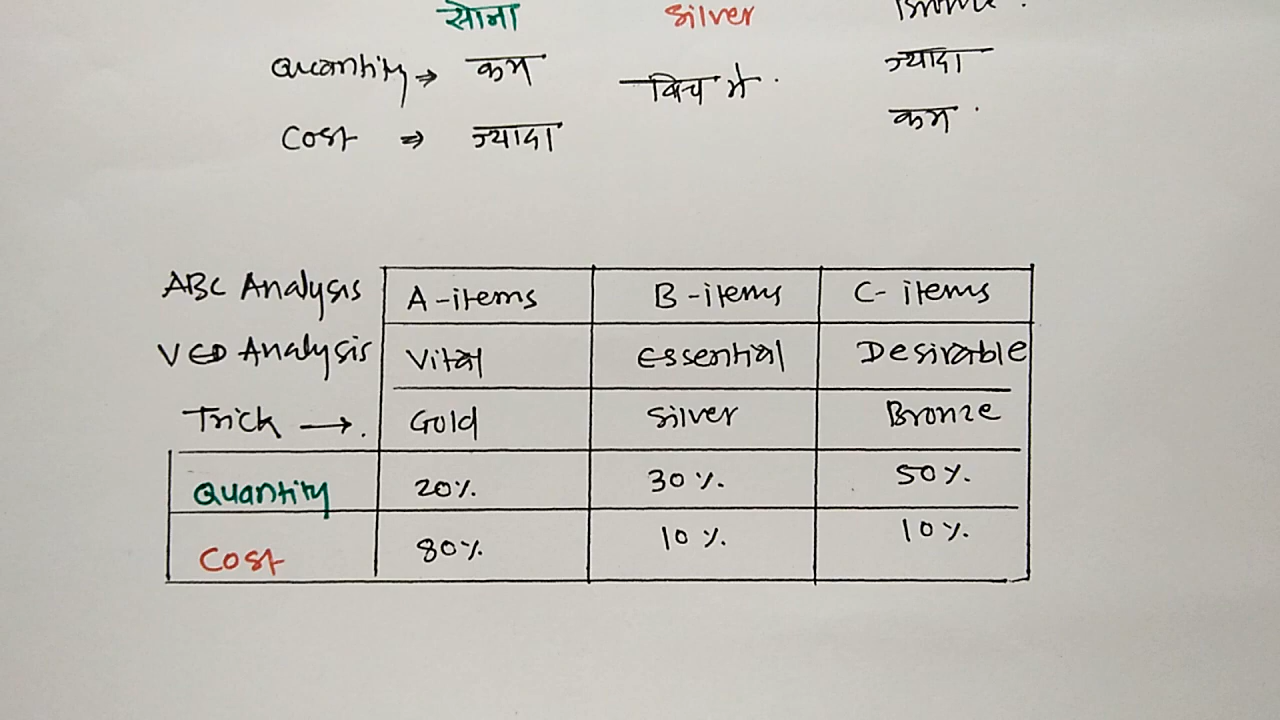 सोना Silver Bronze.
Quantity → कम बिच में. ज्यादा
Cost ⇒ ज्यादा कम.
ABC Analysis A-items B-items C-items
VED Analysis Vital Essential Desirable
Trick →. Gold Silver Bronze
Quantity 20% 30% 50%.
Cost 80% 10% 10%.